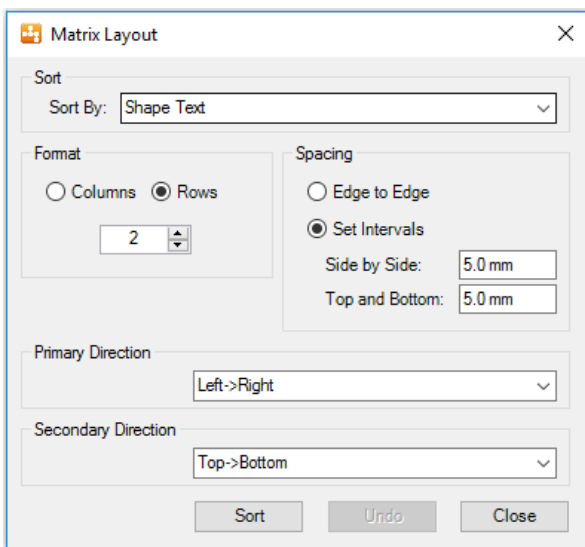 Matrix Layout
Sort
Sort By: Shape Text
Format
Columns Rows
2
Spacing
Edge to Edge
Set Intervals
Side by Side: 5.0 mm
Top and Bottom: 5.0 mm
Primary Direction
Left->Right
Secondary Direction
Top->Bottom
Sort Undo Close